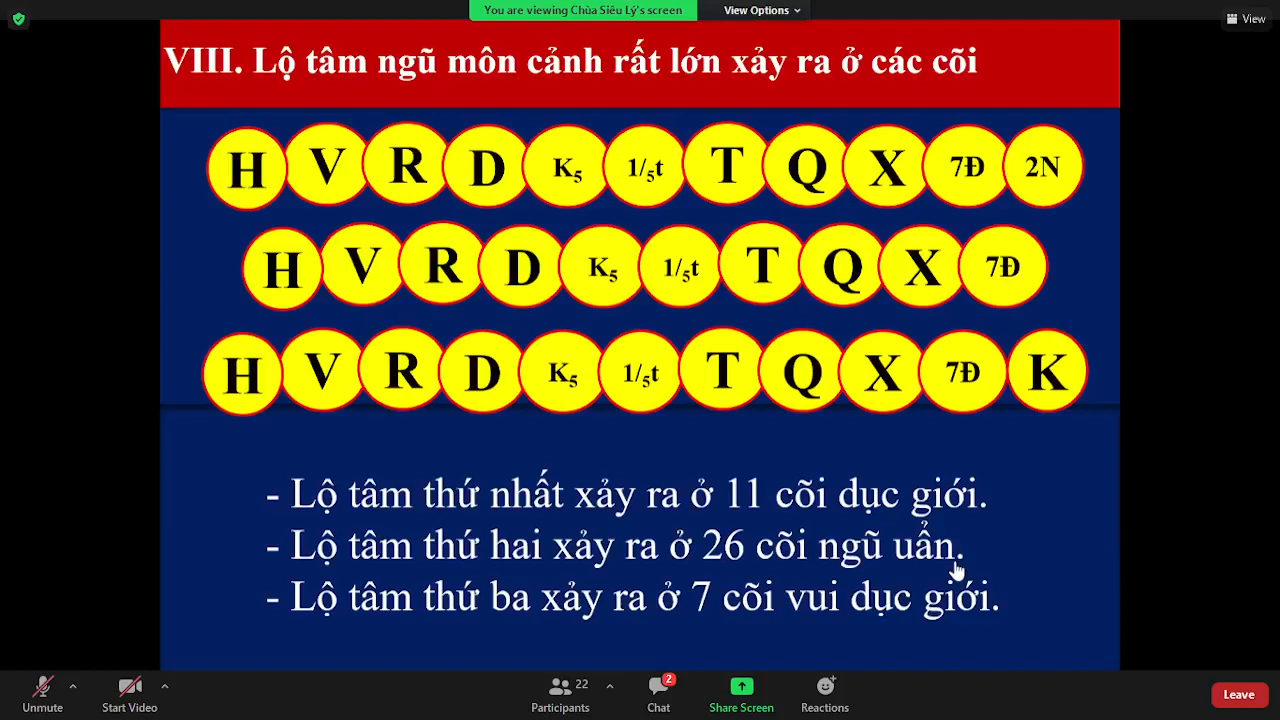 You are viewing Chùa Siêu Lý's screen
View Options
View
VIII. Lộ tâm ngũ môn cảnh rất lớn xảy ra ở các cõi
H V R D K₅ 1/₅t T Q X 7Đ 2N
H V R D K₅ 1/₅t T Q X 7Đ
H V R D K₅ 1/₅t T Q X 7Đ K
- Lộ tâm thứ nhất xảy ra ở 11 cõi dục giới.
- Lộ tâm thứ hai xảy ra ở 26 cõi ngũ uẩn.
- Lộ tâm thứ ba xảy ra ở 7 cõi vui dục giới.
22
2
Unmute
Start Video
Participants
Chat
Share Screen
Reactions
Leave